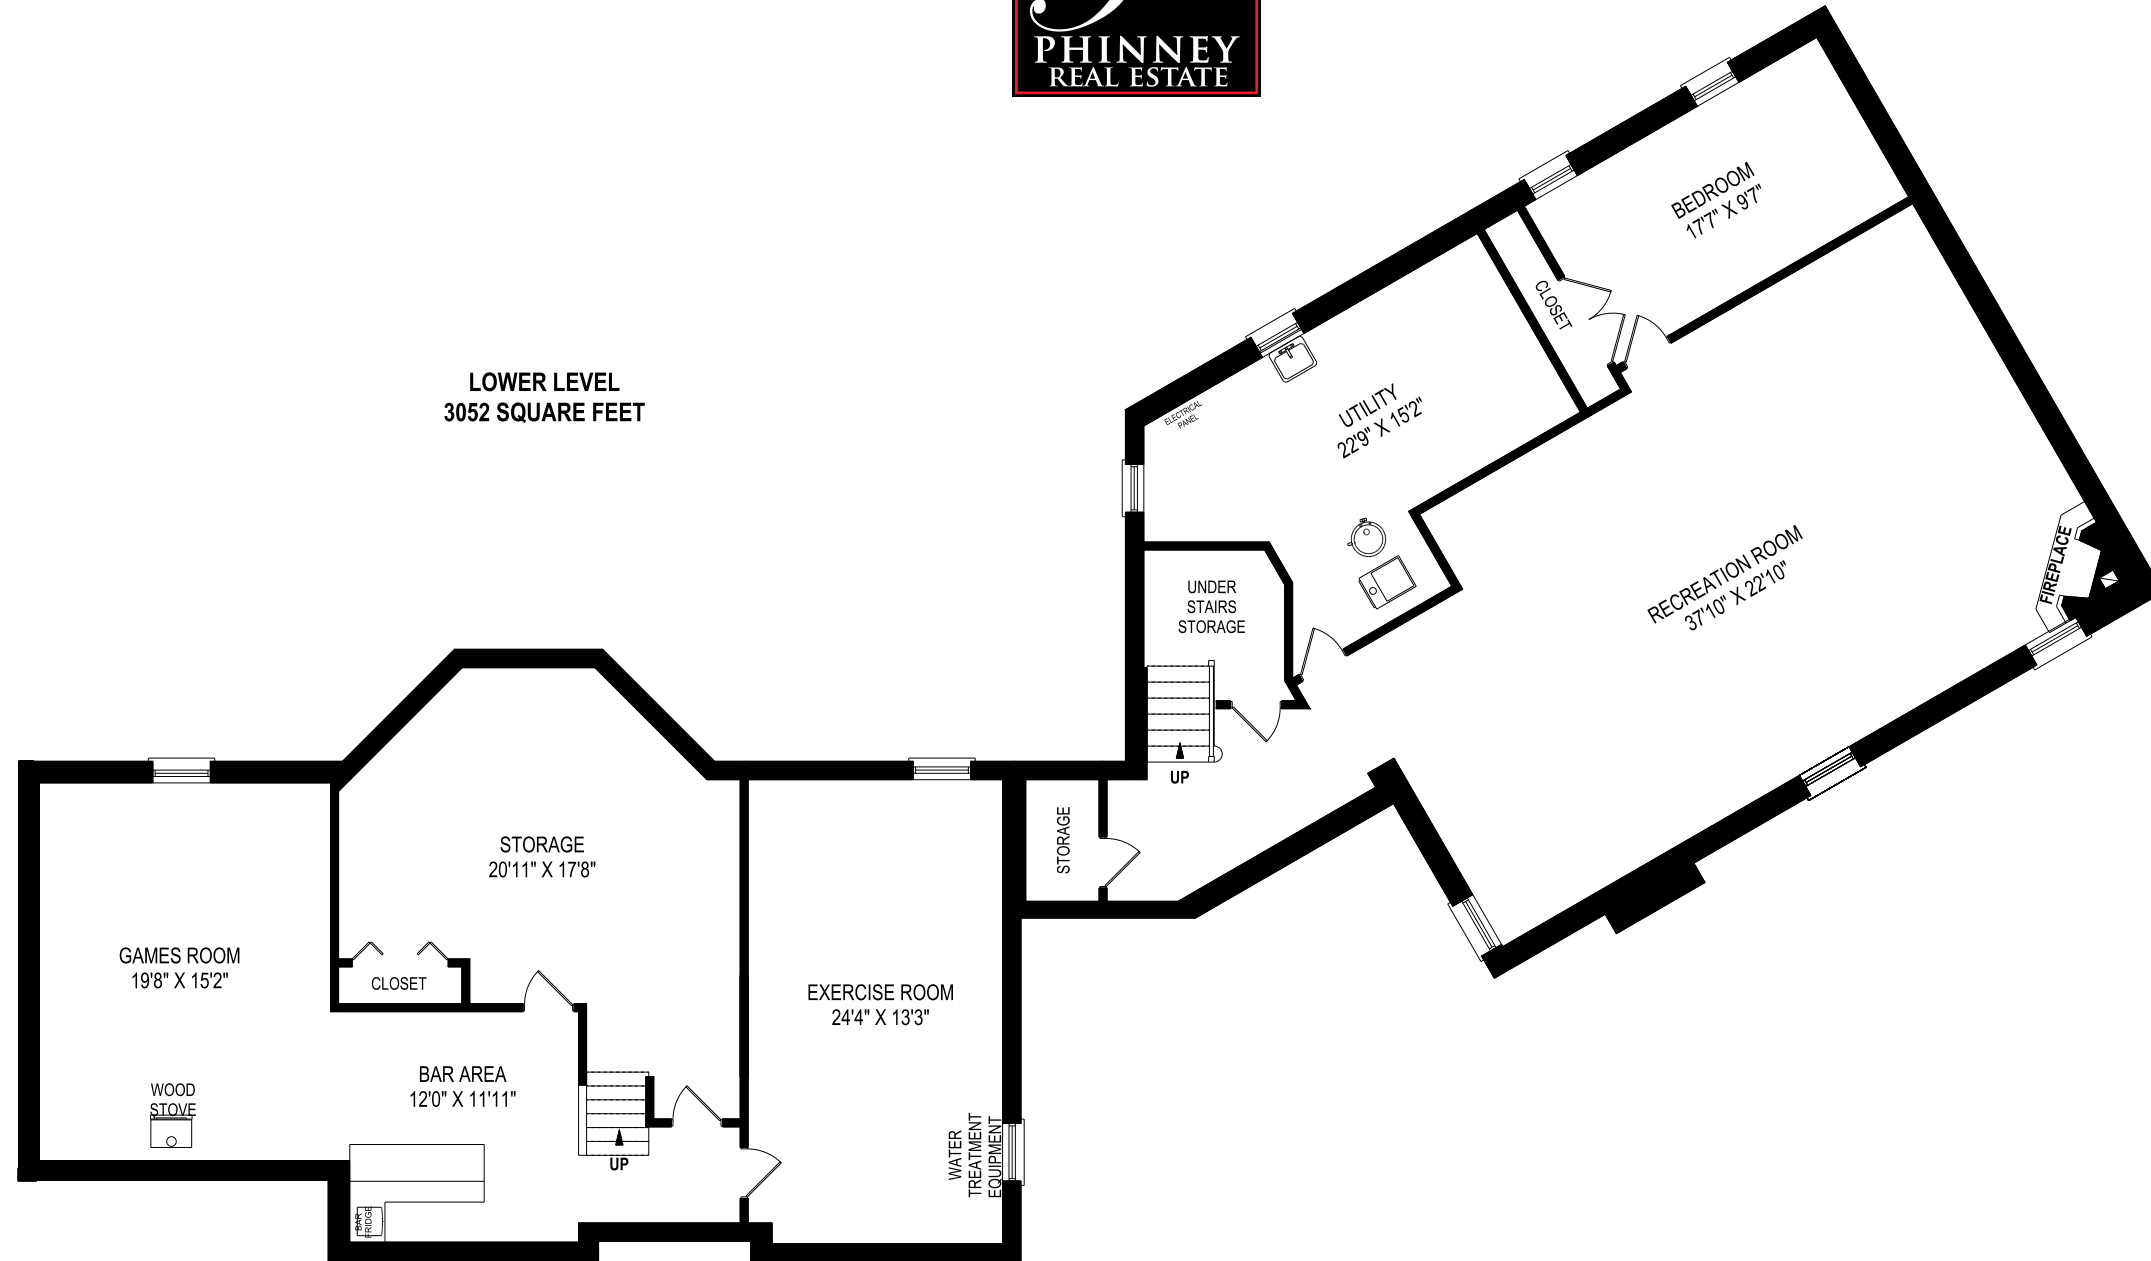 PHINNEY
REAL ESTATE
LOWER LEVEL
3052 SQUARE FEET
BEDROOM
17'7" X 9'7"
CLOSET
UTILITY
22'9" X 15'2"
ELECTRICAL
PANEL
RECREATION ROOM
37'10" X 22'10"
FIREPLACE
UNDER
STAIRS
STORAGE
UP
STORAGE
STORAGE
20'11" X 17'8"
GAMES ROOM
19'8" X 15'2"
CLOSET
EXERCISE ROOM
24'4" X 13'3"
BAR AREA
12'0" X 11'11"
WOOD
STOVE
UP
WATER
TREATMENT
EQUIPMENT
BAR
FRIDGE